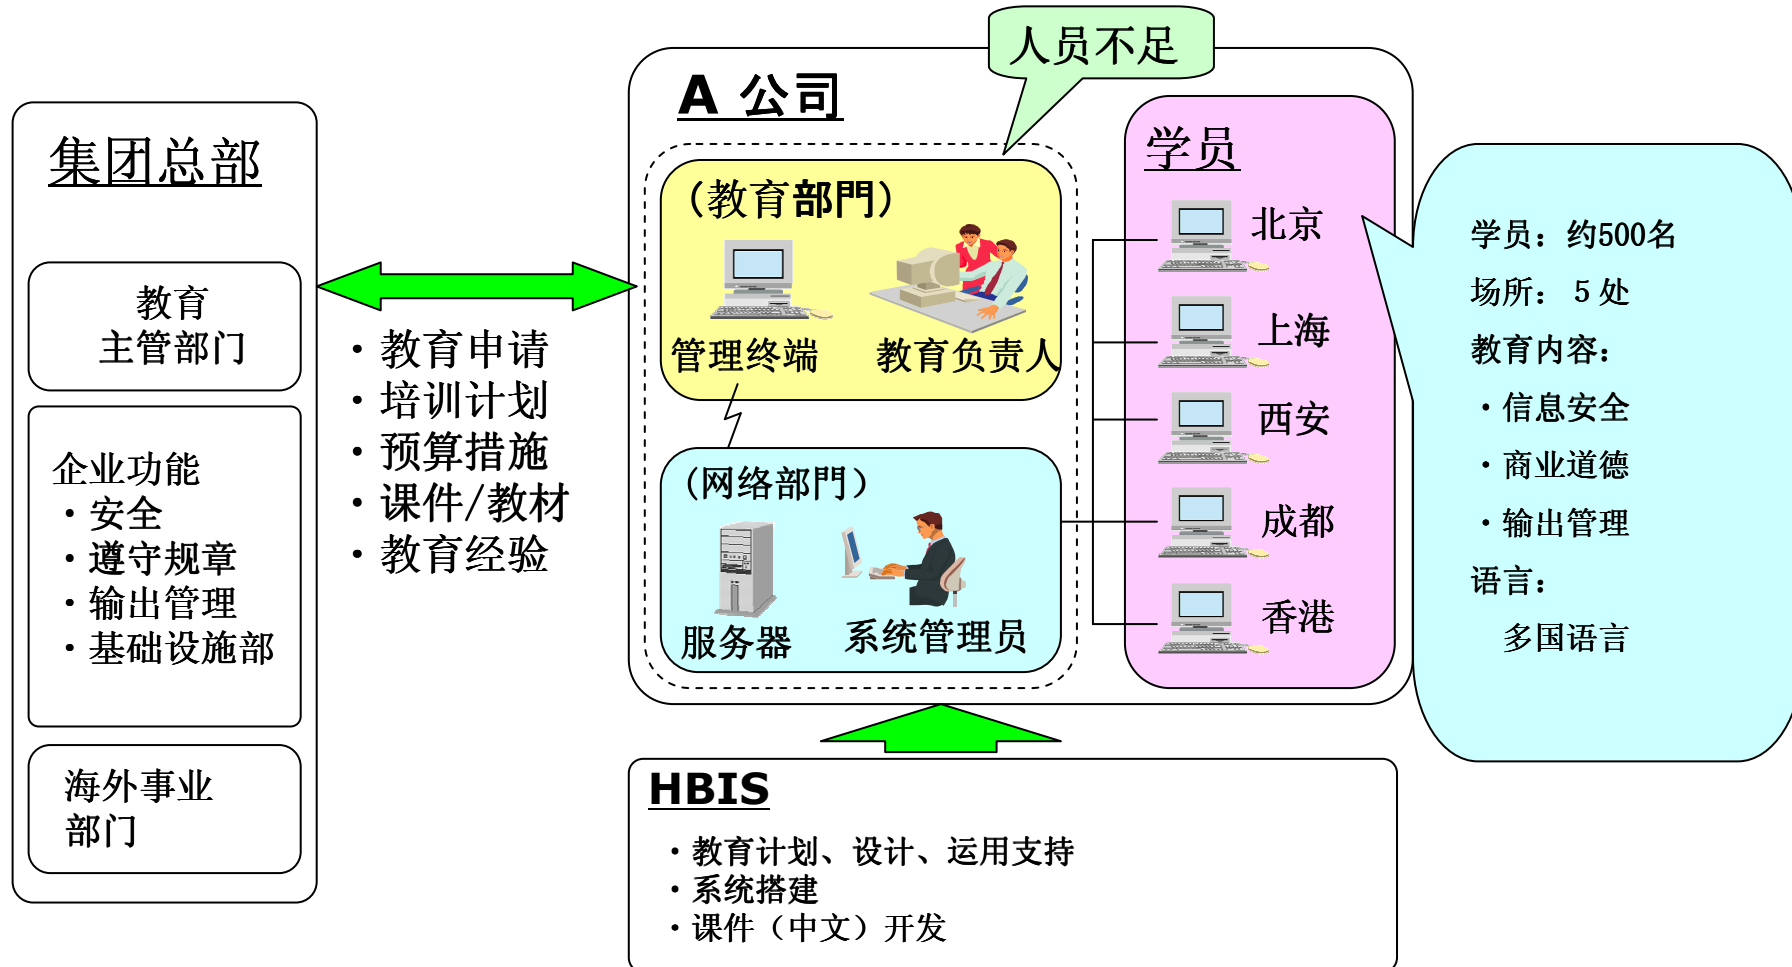 集团总部
教育
主管部门
企业功能
・安全
・遵守规章
・输出管理
・基础设施部
海外事业
部门
・教育申请
・培训计划
・预算措施
・课件/教材
・教育经验
人员不足
A 公司
（教育部門）
管理终端
教育负责人
（网络部門）
服务器
系统管理员
学员
北京
上海
西安
成都
香港
学员：约500名
场所：５处
教育内容：
・信息安全
・商业道德
・输出管理
语言：
多国语言
HBIS
・教育计划、设计、运用支持
・系统搭建
・课件（中文）开发